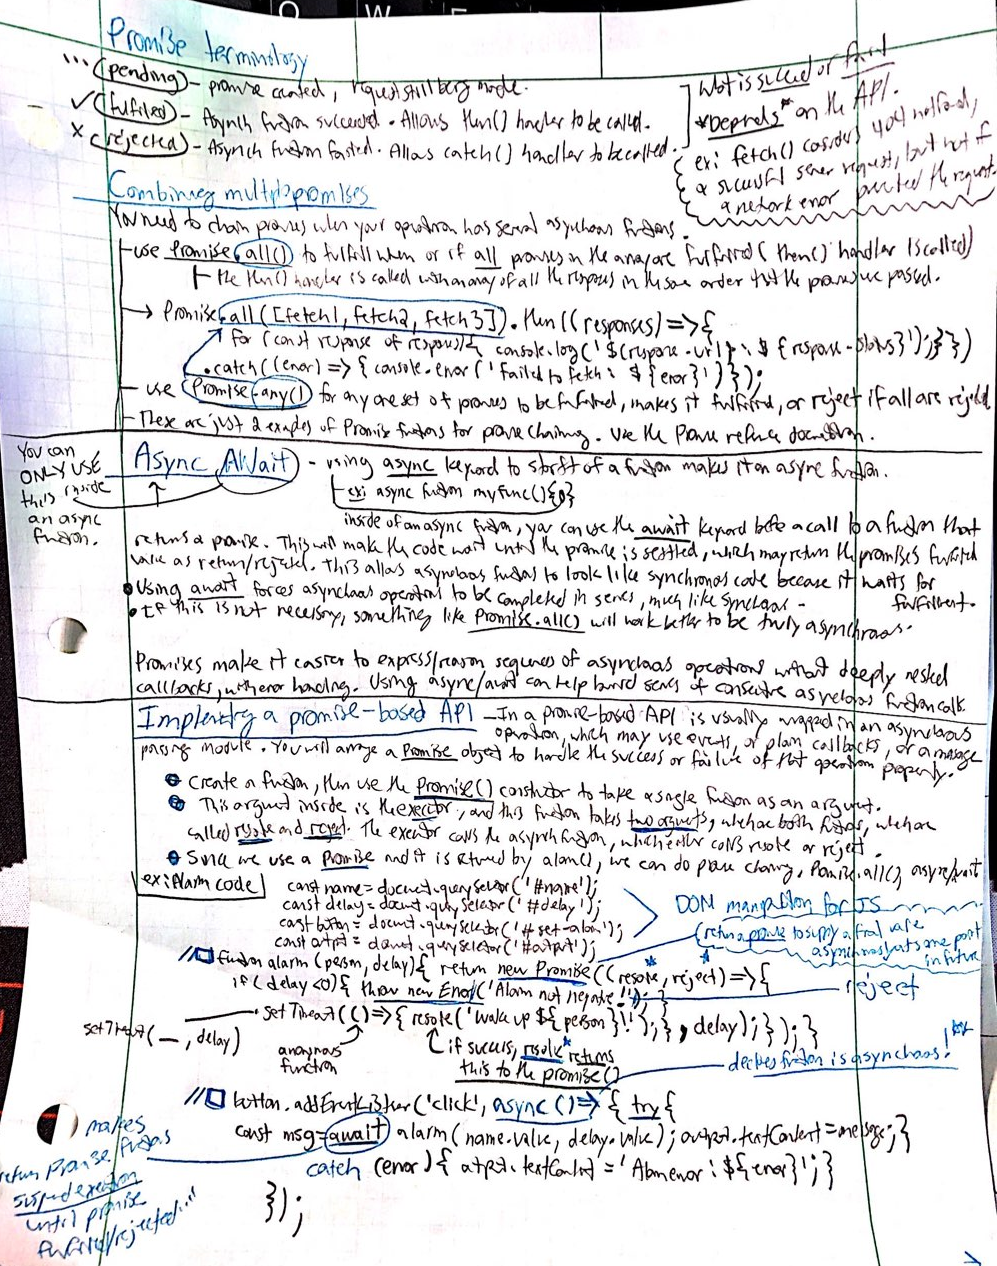 Promise terminology
... (pending) - promise created, request still being made.
✓ (fulfilled) - Asynch function succeeded. Allows then() handler to be called.
x (rejected) - Asynch function failed. Allows catch() handler to be called.
What is succeed or failed
*Depends* on the API.
ex: fetch() considers 404 not found,
a successful server request, but not if
a network error prevented the request.
Combining multiple promises
You need to chain promises when your operation has several asynchronous functions.
- use Promise.all() to fulfill when or if all promises in the array are fulfilled (then() handler is called)
the then() handler is called with an array of all the responses in the same order that the promises we passed.
→ Promise.all([fetch1, fetch2, fetch3]).then((responses) => {
for (const response of responses) { console.log(`${response.url}: ${response.status}`);}})
.catch((error) => { console.error(`Failed to fetch: ${error}`)});
- use Promise.any() for any one set of promises to be fulfilled, makes it fulfilled, or reject if all are rejected
- These are just 2 examples of Promise functions for promise chaining. Use the Promise reference documentation.
You can
ONLY USE
this inside
an async
function.
Async Await - using async keyword to start of a function makes it an async function.
ex: async function myFunc(){}
inside of an async function, you can use the await keyword before a call to a function that
returns a promise. This will make the code wait until the promise is settled, which may return the promises fulfilled
value as return/rejected. This allows asynchronous functions to look like synchronous code because it waits for
fulfillment.
• Using await forces asynchronous operations to be completed in series, much like synchronous -
• If this is not necessary, something like Promise.all() will work better to be truly asynchronous.
Promises make it easier to express/reason sequences of asynchronous operations without deeply nested
callbacks, with error handling. Using async/await can help build series of consecutive asynchronous function calls
Implementing a promise-based API - In a promise-based API is usually wrapped in an asynchronous
operation, which may use events, or plain callbacks, or a message
passing module. You will arrange a Promise object to handle the success or failure of that operation properly.
• Create a function, then use the Promise() constructor to take a single function as an argument.
• This argument inside is the executor, and this function takes two arguments, which are both functions, which are
called resolve and reject. The executor calls the asynch function, which either calls resolve or reject.
• Since we use a promise and it is returned by alarm(), we can do promise chaining, Promise.all(), async/await
ex: Alarm code
const name = document.querySelector('#name');
const delay = document.querySelector('#delay');
const button = document.querySelector('#set-alarm');
const output = document.querySelector('#output');
DOM manipulation for JS
return a promise to supply a final value
asynchronously at some point
in future
// function alarm(person, delay){ return new Promise((resolve, reject) => {
if (delay<0){ throw new Error('Alarm not negative!'); }
reject
setTimeout(() => { resolve(`Wake up ${person}!`);}, delay);});}
setTimeout(—, delay)
anonymous
function
if success, resolve* returns
this to the promise()
declares function is asynchronous!
// button.addEventListener('click', async () => { try {
const msg = await alarm(name.value, delay.value); output.textContent = message;}
catch (error) { output.textContent = `Alarm error: ${error}`;}
});
makes
return Promise functions
suspend execution
until promise
fulfilled/rejected...